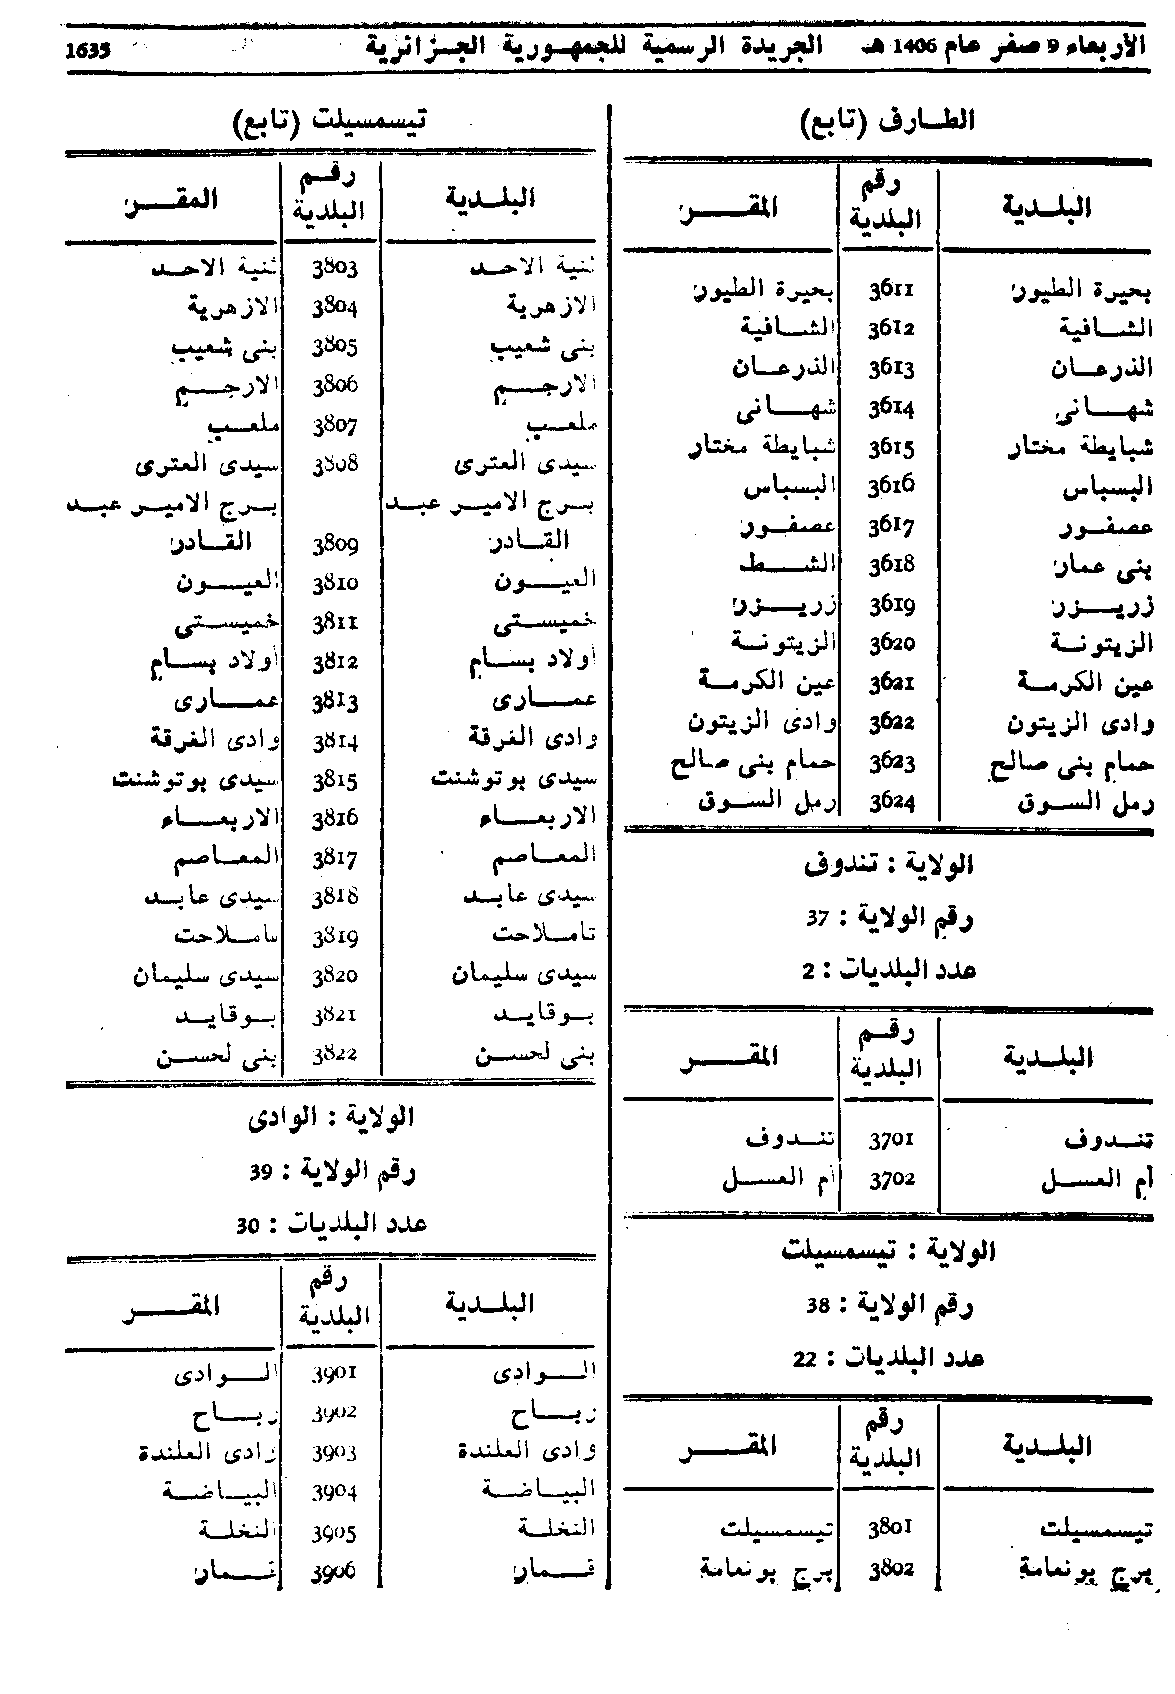 الأربعاء 9 صفر عام 1406 هـ الجريدة الرسمية للجمهورية الجزائرية 1635
الطارف (تابع)
البلدية رقم البلدية المقر
بحيرة الطيور 3611 بحيرة الطيور
الشافية 3612 الشافية
الذرعان 3613 الذرعان
شهانى 3614 شهانى
شبايطة مختار 3615 شبايطة مختار
البسباس 3616 البسباس
عصفور 3617 عصفور
بنى عمار 3618 الشط
زريزر 3619 زريزر
الزيتونة 3620 الزيتونة
عين الكرمة 3621 عين الكرمة
وادى الزيتون 3622 وادى الزيتون
حمام بنى صالح 3623 حمام بنى صالح
رمل السوق 3624 رمل السوق
الولاية : تندوف
رقم الولاية : 37
عدد البلديات : 2
البلدية رقم البلدية المقر
تندوف 3701 تندوف
أم العسل 3702 أم العسل
الولاية : تيسمسيلت
رقم الولاية : 38
عدد البلديات : 22
البلدية رقم البلدية المقر
تيسمسيلت 3801 تيسمسيلت
برج بونعامة 3802 برج بونعامة
تيسمسيلت (تابع)
البلدية رقم البلدية المقر
ثنية الاحد 3803 ثنية الاحد
الازهرية 3804 الازهرية
بنى شعيب 3805 بنى شعيب
الارجم 3806 الارجم
ملعب 3807 ملعب
سيدى العترى 3808 سيدى العترى
برج الامير عبد برج الامير عبد
القادر 3809 القادر
العيون 3810 العيون
خميستى 3811 خميستى
أولاد بسام 3812 أولاد بسام
عمارى 3813 عمارى
وادى الفرقة 3814 وادى الفرقة
سيدى بوتوشنت 3815 سيدى بوتوشنت
الاربعاء 3816 الاربعاء
المعاصم 3817 المعاصم
سيدى عابد 3818 سيدى عابد
تاملاحت 3819 تاملاحت
سيدى سليمان 3820 سيدى سليمان
بوقايد 3821 بوقايد
بنى لحسن 3822 بنى لحسن
الولاية : الوادى
رقم الولاية : 39
عدد البلديات : 30
البلدية رقم البلدية المقر
الوادى 3901 الوادى
رباح 3902 رباح
وادى العلندة 3903 وادى العلندة
البياضة 3904 البياضة
النخلة 3905 النخلة
قمار 3906 قمار